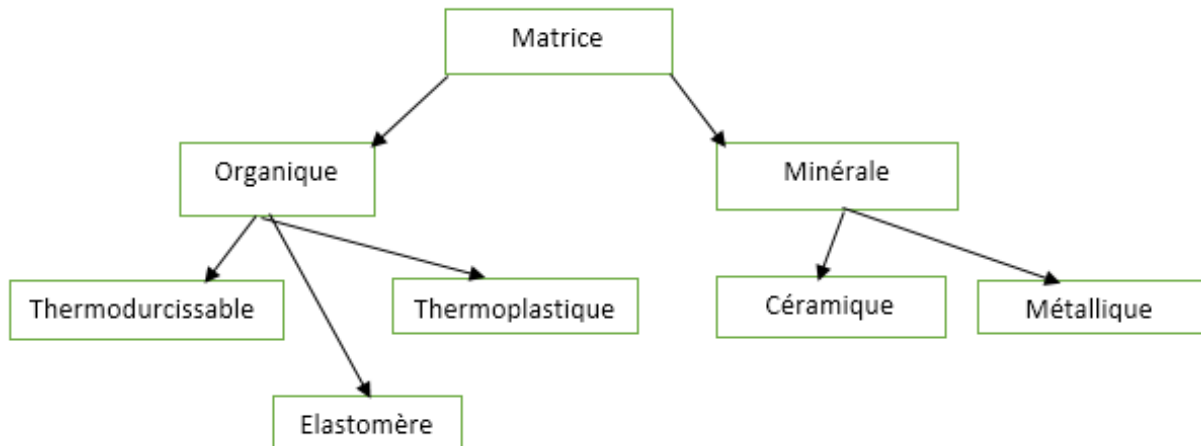 Matrice
Organique
Minérale
Thermodurcissable
Thermoplastique
Céramique
Métallique
Elastomère